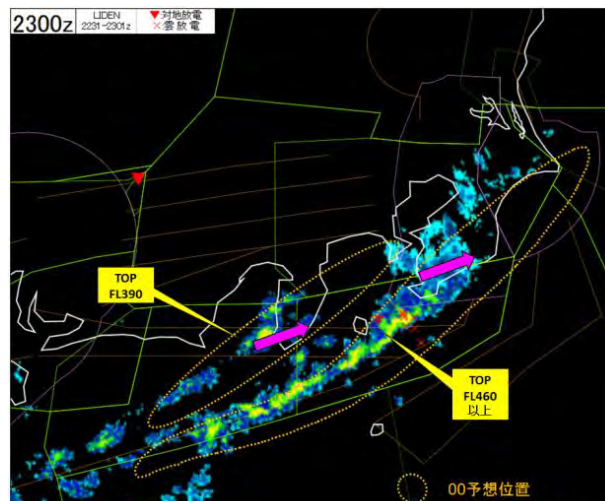 2300z
LIDEN
2231-2301z
▼:対地放電
×:雲放電
TOP
FL390
TOP
FL460
以上
00予想位置